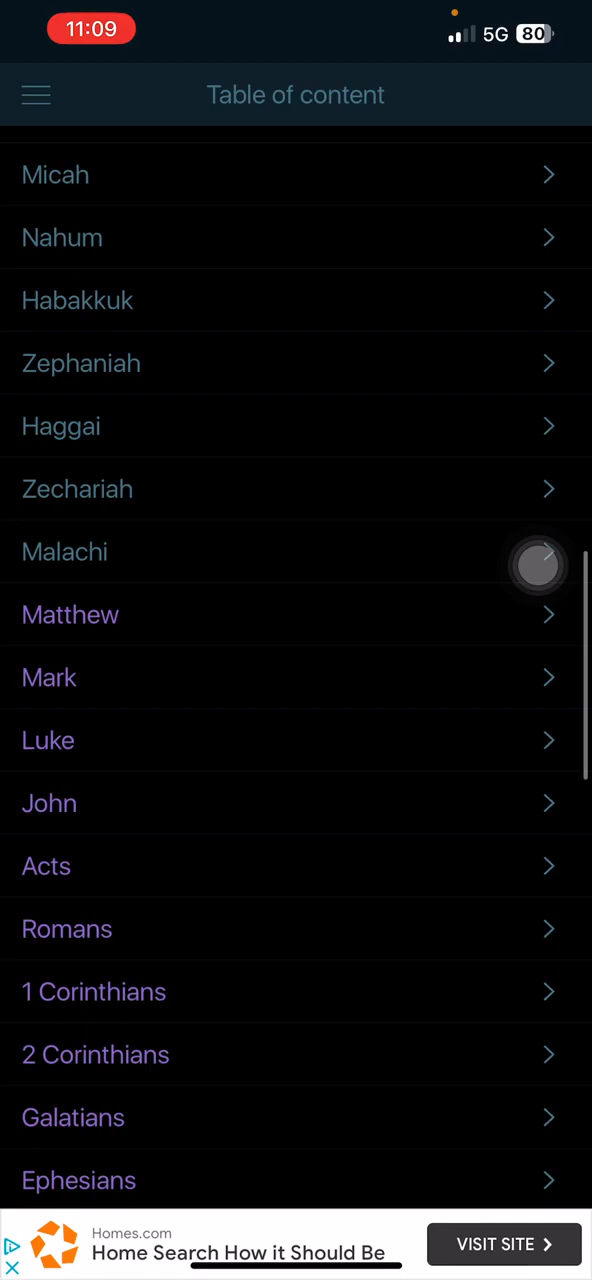 11:09
5G 80
Table of content
Micah
Nahum
Habakkuk
Zephaniah
Haggai
Zechariah
Malachi
Matthew
Mark
Luke
John
Acts
Romans
1 Corinthians
2 Corinthians
Galatians
Ephesians
Homes.com
Home Search How it Should Be
VISIT SITE